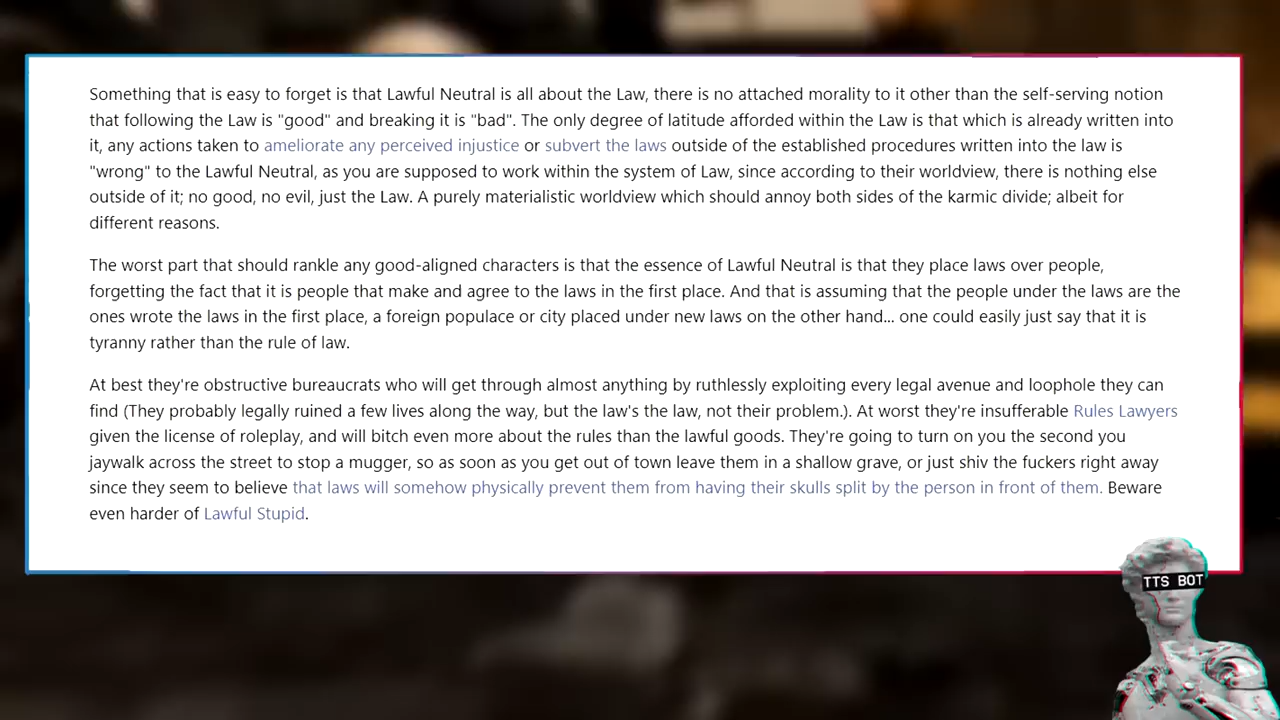 Something that is easy to forget is that Lawful Neutral is all about the Law, there is no attached morality to it other than the self-serving notion
that following the Law is "good" and breaking it is "bad". The only degree of latitude afforded within the Law is that which is already written into
it, any actions taken to ameliorate any perceived injustice or subvert the laws outside of the established procedures written into the law is
"wrong" to the Lawful Neutral, as you are supposed to work within the system of Law, since according to their worldview, there is nothing else
outside of it; no good, no evil, just the Law. A purely materialistic worldview which should annoy both sides of the karmic divide; albeit for
different reasons.
The worst part that should rankle any good-aligned characters is that the essence of Lawful Neutral is that they place laws over people,
forgetting the fact that it is people that make and agree to the laws in the first place. And that is assuming that the people under the laws are the
ones wrote the laws in the first place, a foreign populace or city placed under new laws on the other hand... one could easily just say that it is
tyranny rather than the rule of law.
At best they're obstructive bureaucrats who will get through almost anything by ruthlessly exploiting every legal avenue and loophole they can
find (They probably legally ruined a few lives along the way, but the law's the law, not their problem.). At worst they're insufferable Rules Lawyers
given the license of roleplay, and will bitch even more about the rules than the lawful goods. They're going to turn on you the second you
jaywalk across the street to stop a mugger, so as soon as you get out of town leave them in a shallow grave, or just shiv the fuckers right away
since they seem to believe that laws will somehow physically prevent them from having their skulls split by the person in front of them. Beware
even harder of Lawful Stupid.
TTS BOT